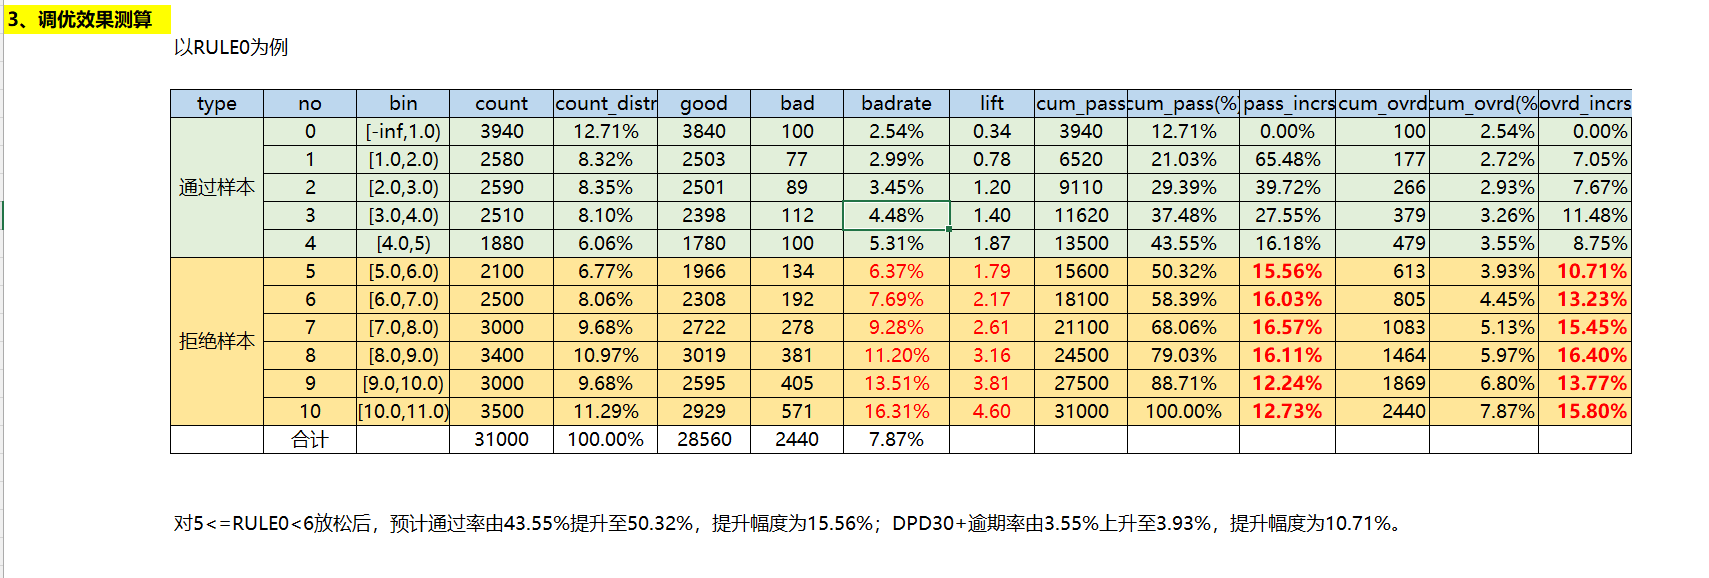 3、调优效果测算
以RULE0为例
type no bin count count_distr good bad badrate lift cum_pass cum_pass(%) pass_incrs cum_ovrd cum_ovrd(% ovrd_incrs
通过样本
0 [-inf,1.0) 3940 12.71% 3840 100 2.54% 0.34 3940 12.71% 0.00% 100 2.54% 0.00%
1 [1.0,2.0) 2580 8.32% 2503 77 2.99% 0.78 6520 21.03% 65.48% 177 2.72% 7.05%
2 [2.0,3.0) 2590 8.35% 2501 89 3.45% 1.20 9110 29.39% 39.72% 266 2.93% 7.67%
3 [3.0,4.0) 2510 8.10% 2398 112 4.48% 1.40 11620 37.48% 27.55% 379 3.26% 11.48%
4 [4.0,5) 1880 6.06% 1780 100 5.31% 1.87 13500 43.55% 16.18% 479 3.55% 8.75%
拒绝样本
5 [5.0,6.0) 2100 6.77% 1966 134 6.37% 1.79 15600 50.32% 15.56% 613 3.93% 10.71%
6 [6.0,7.0) 2500 8.06% 2308 192 7.69% 2.17 18100 58.39% 16.03% 805 4.45% 13.23%
7 [7.0,8.0) 3000 9.68% 2722 278 9.28% 2.61 21100 68.06% 16.57% 1083 5.13% 15.45%
8 [8.0,9.0) 3400 10.97% 3019 381 11.20% 3.16 24500 79.03% 16.11% 1464 5.97% 16.40%
9 [9.0,10.0) 3000 9.68% 2595 405 13.51% 3.81 27500 88.71% 12.24% 1869 6.80% 13.77%
10 [10.0,11.0) 3500 11.29% 2929 571 16.31% 4.60 31000 100.00% 12.73% 2440 7.87% 15.80%
合计 31000 100.00% 28560 2440 7.87%
对5<=RULE0<6放松后，预计通过率由43.55%提升至50.32%，提升幅度为15.56%；DPD30+逾期率由3.55%上升至3.93%，提升幅度为10.71%。